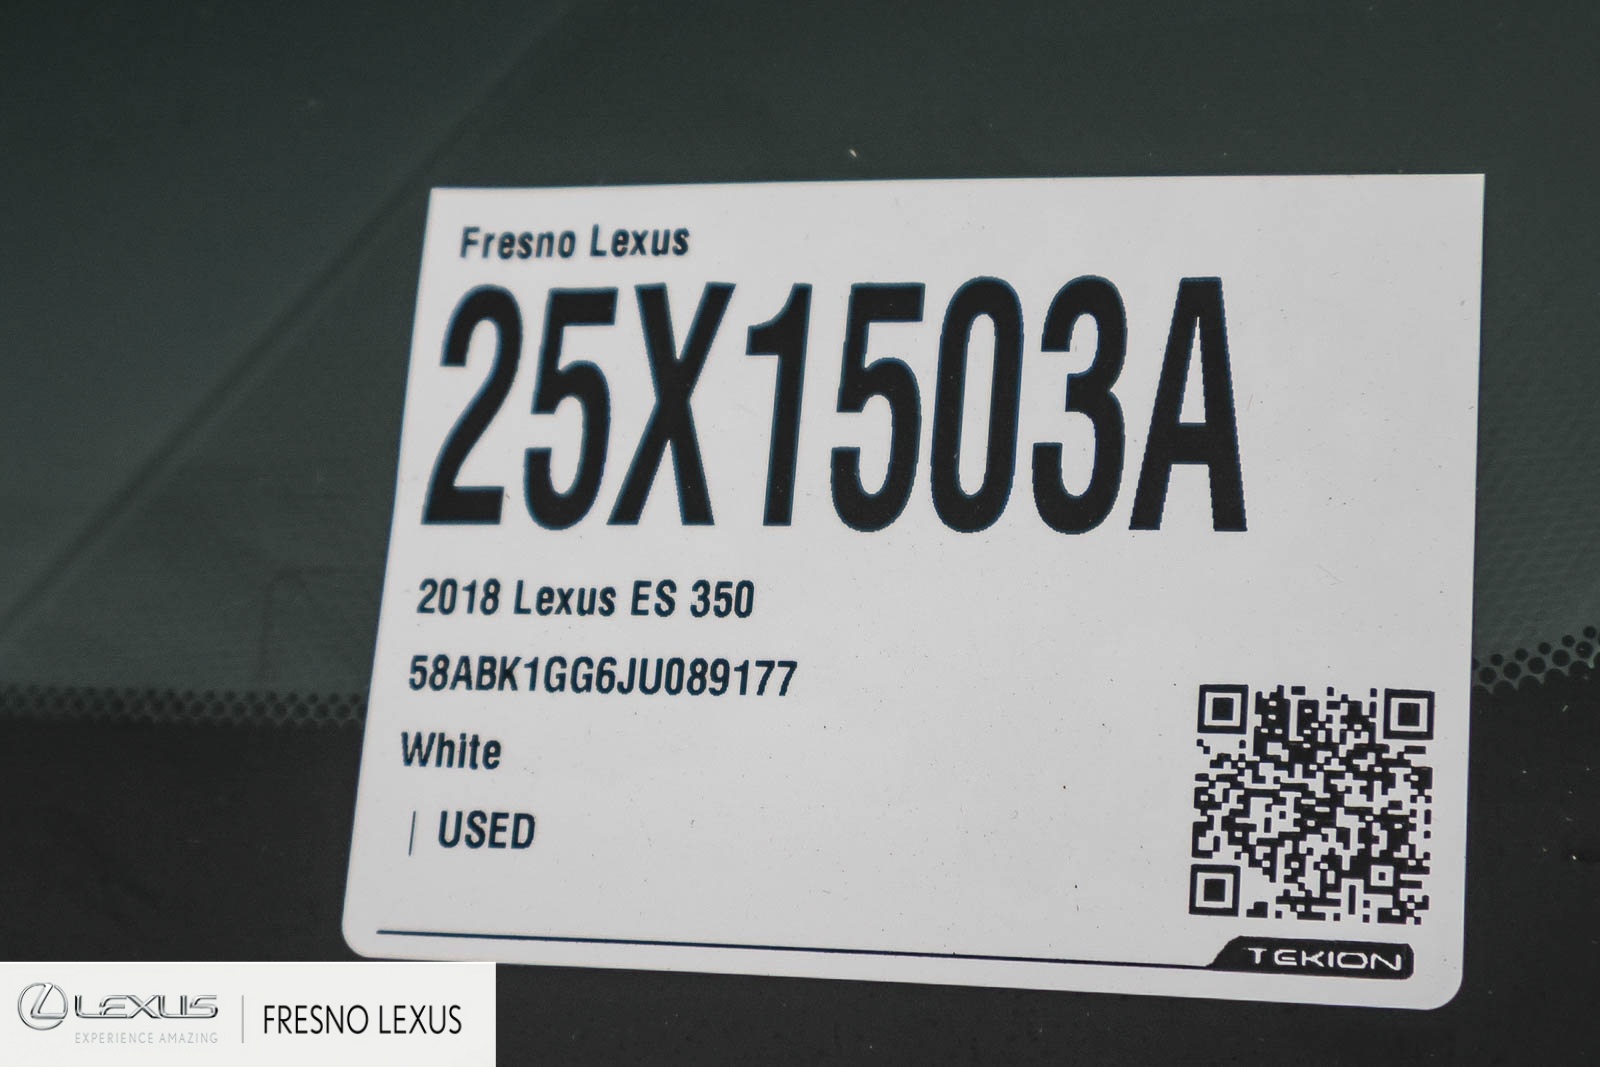 Fresno Lexus
25X1503A
2018 Lexus ES 350
58ABK1GG6JU089177
White
| USED
TEKION
LEXUS
EXPERIENCE AMAZING
FRESNO LEXUS